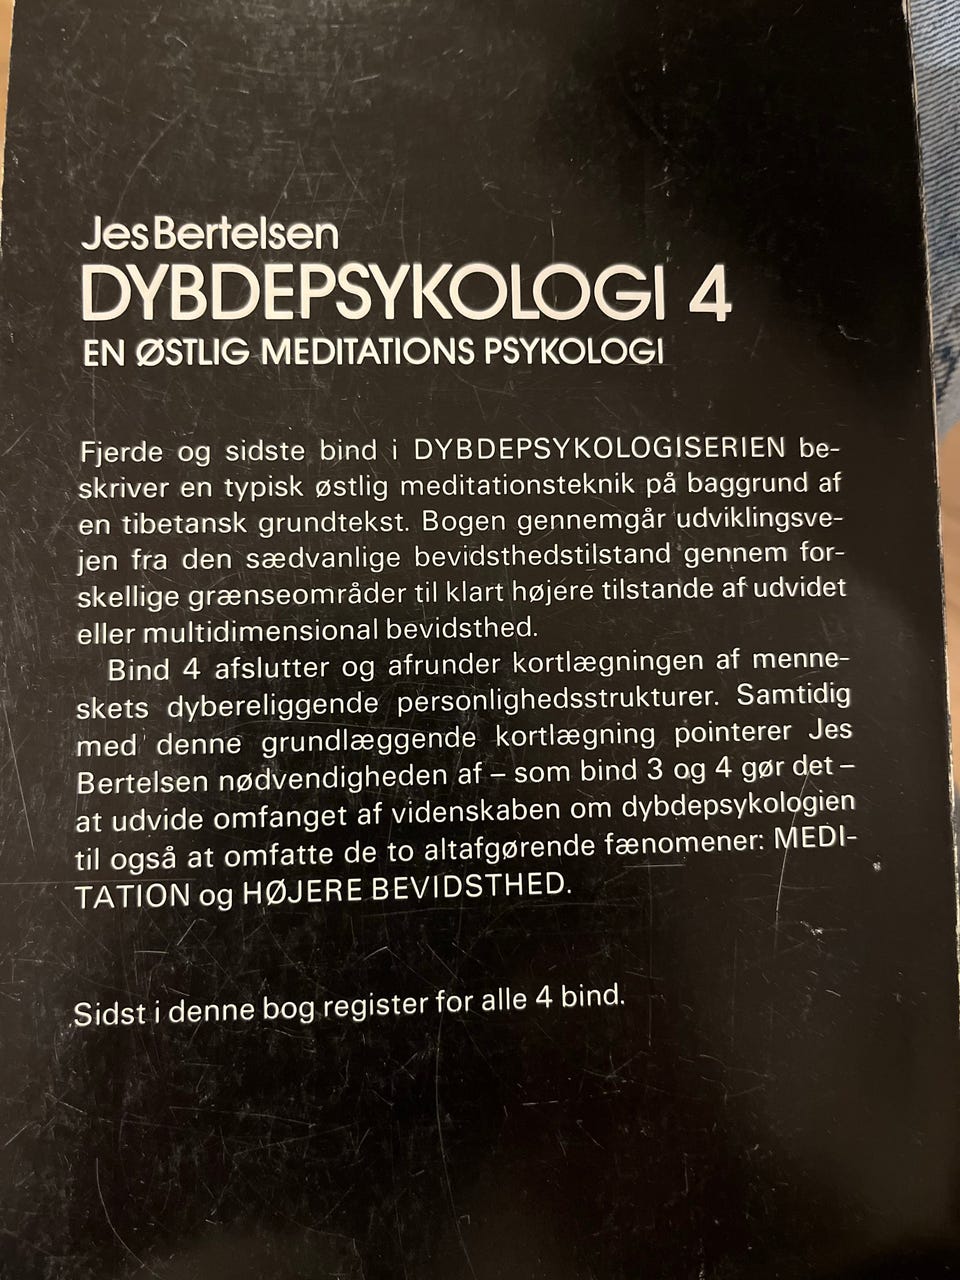 Jes Bertelsen
DYBDEPSYKOLOGI 4
EN ØSTLIG MEDITATIONS PSYKOLOGI
Fjerde og sidste bind i DYBDEPSYKOLOGISERIEN be-
skriver en typisk østlig meditationsteknik på baggrund af
en tibetansk grundtekst. Bogen gennemgår udviklingsve-
jen fra den sædvanlige bevidsthedstilstand gennem for-
skellige grænseområder til klart højere tilstande af udvidet
eller multidimensional bevidsthed.
Bind 4 afslutter og afrunder kortlægningen af menne-
skets dybereliggende personlighedsstrukturer. Samtidig
med denne grundlæggende kortlægning pointerer Jes
Bertelsen nødvendigheden af – som bind 3 og 4 gør det –
at udvide omfanget af videnskaben om dybdepsykologien
til også at omfatte de to altafgørende fænomener: MEDI-
TATION og HØJERE BEVIDSTHED.
Sidst i denne bog register for alle 4 bind.